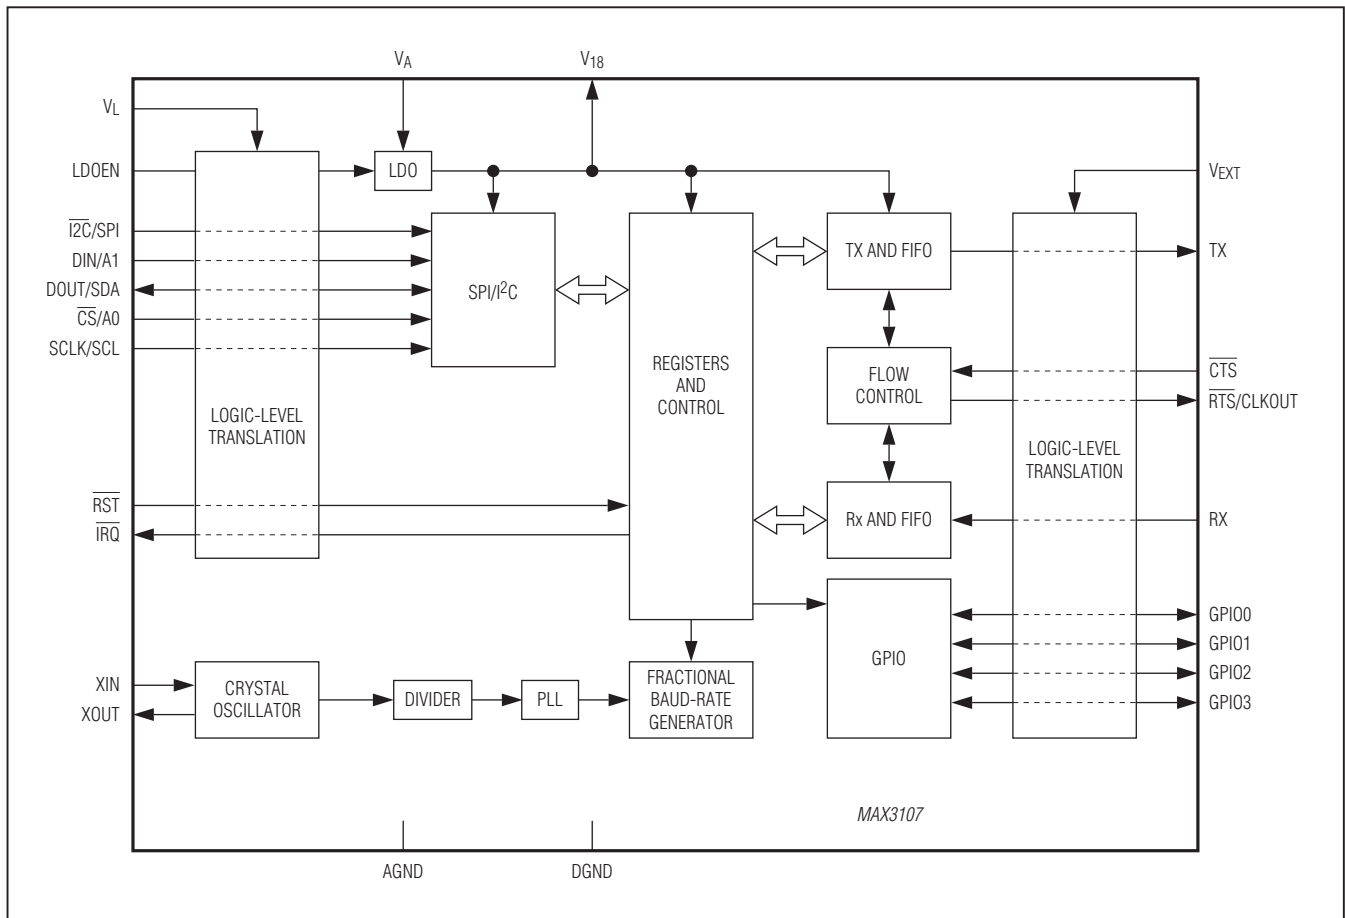 VA
V18
VL
LDOEN
LDO
VEXT
I2C/SPI
DIN/A1
DOUT/SDA
CS/A0
SCLK/SCL
SPI/I2C
TX AND FIFO
TX
REGISTERS
AND
CONTROL
FLOW
CONTROL
CTS
RTS/CLKOUT
LOGIC-LEVEL
TRANSLATION
LOGIC-LEVEL
TRANSLATION
RST
IRQ
Rx AND FIFO
RX
GPIO
GPIO0
GPIO1
GPIO2
GPIO3
XIN
XOUT
CRYSTAL
OSCILLATOR
DIVIDER
PLL
FRACTIONAL
BAUD-RATE
GENERATOR
MAX3107
AGND
DGND